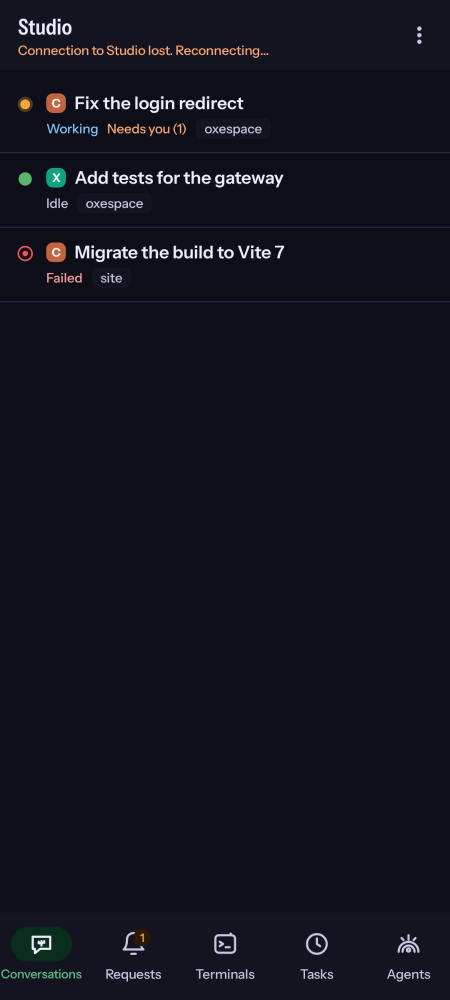 Studio
Connection to Studio lost. Reconnecting...
C Fix the login redirect
Working Needs you (1) oxespace
X Add tests for the gateway
Idle oxespace
C Migrate the build to Vite 7
Failed site
1
Conversations Requests Terminals Tasks Agents